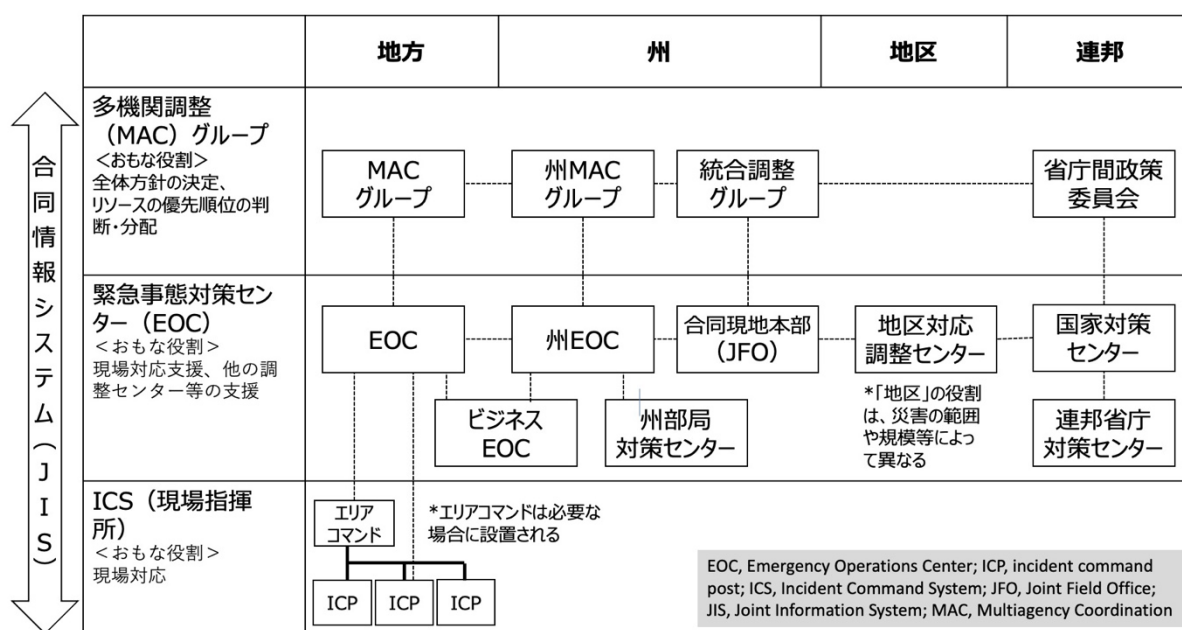 地方
州
地区
連邦
合同情報システム(JIS)
多機関調整
(MAC)グループ
<おもな役割>
全体方針の決定、
リソースの優先順位の判
断・分配
MAC
グループ
州MAC
グループ
統合調整
グループ
省庁間政策
委員会
緊急事態対策セン
ター(EOC)
<おもな役割>
現場対応支援、他の調
整センター等の支援
EOC
州EOC
合同現地本部
(JFO)
地区対応
調整センター
国家対策
センター
ビジネス
EOC
州部局
対策センター
*「地区」の役割
は、災害の範囲
や規模等によっ
て異なる
連邦省庁
対策センター
ICS(現場指揮
所)
<おもな役割>
現場対応
エリア
コマンド
*エリアコマンドは必要な
場合に設置される
ICP
ICP
ICP
EOC, Emergency Operations Center; ICP, incident command
post; ICS, Incident Command System; JFO, Joint Field Office;
JIS, Joint Information System; MAC, Multiagency Coordination